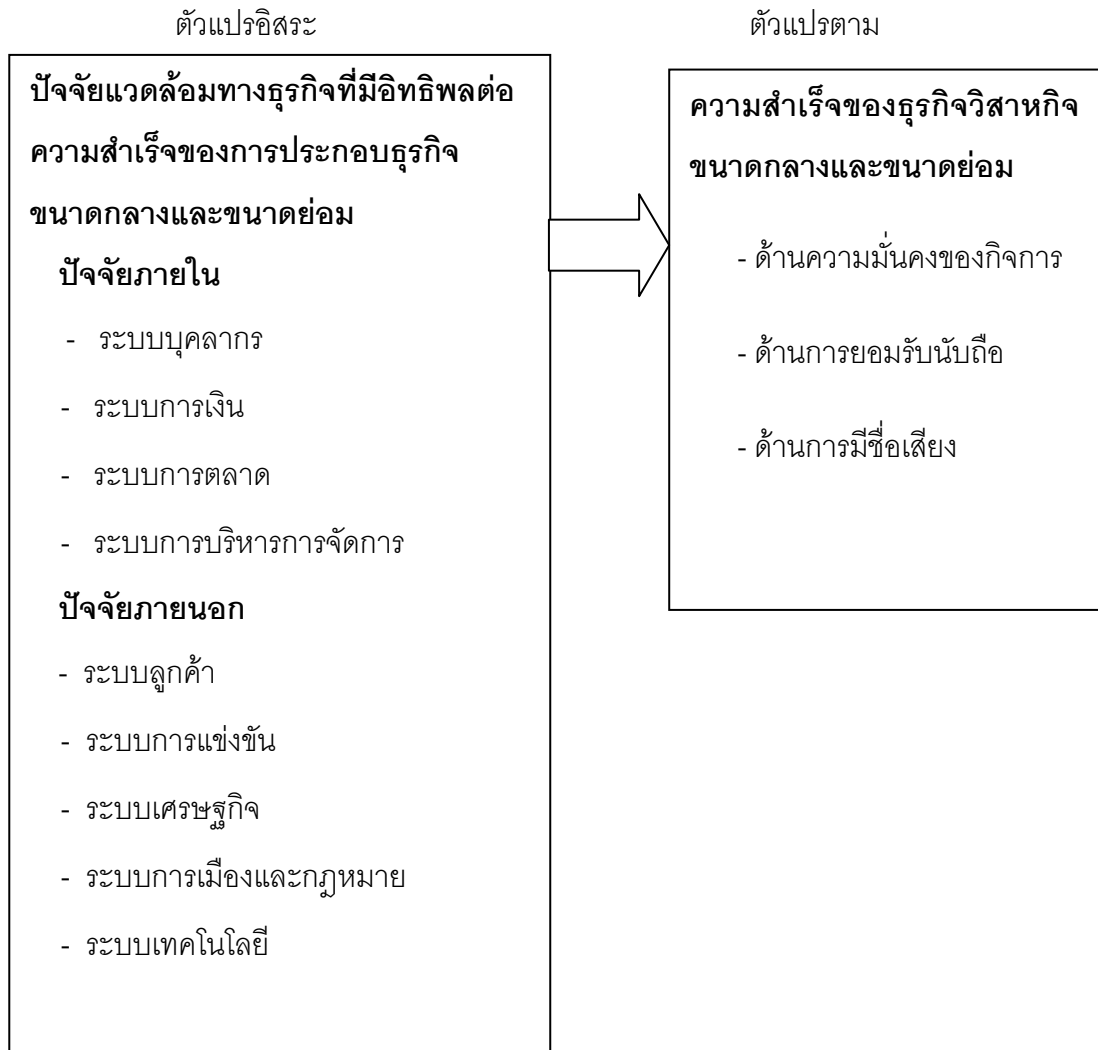 ตัวแปรอิสระ
ตัวแปรตาม
ปัจจัยแวดล้อมทางธุรกิจที่มีอิทธิพลต่อ
ความสำเร็จของการประกอบธุรกิจ
ขนาดกลางและขนาดย่อม
ปัจจัยภายใน
- ระบบบุคลากร
- ระบบการเงิน
- ระบบการตลาด
- ระบบการบริหารการจัดการ
ปัจจัยภายนอก
- ระบบลูกค้า
- ระบบการแข่งขัน
- ระบบเศรษฐกิจ
- ระบบการเมืองและกฎหมาย
- ระบบเทคโนโลยี
ความสำเร็จของธุรกิจวิสาหกิจ
ขนาดกลางและขนาดย่อม
- ด้านความมั่นคงของกิจการ
- ด้านการยอมรับนับถือ
- ด้านการมีชื่อเสียง